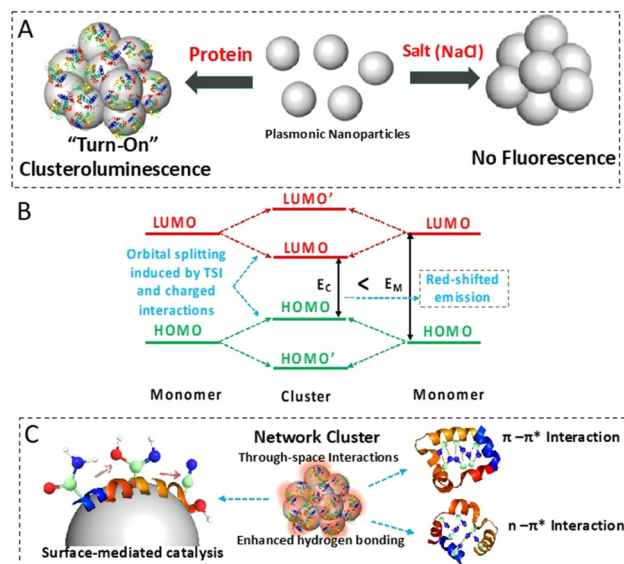 A
Protein
Salt (NaCl)
Plasmonic Nanoparticles
"Turn-On"
Clusteroluminescence
No Fluorescence
B
LUMO'
LUMO
LUMO
LUMO
Orbital splitting
induced by TSI
and charged
interactions
EC < EM
Red-shifted
emission
HOMO
HOMO
HOMO
HOMO'
Monomer
Cluster
Monomer
C
Network Cluster
Through-space Interactions
π–π* Interaction
Enhanced hydrogen bonding
n–π* Interaction
Surface-mediated catalysis